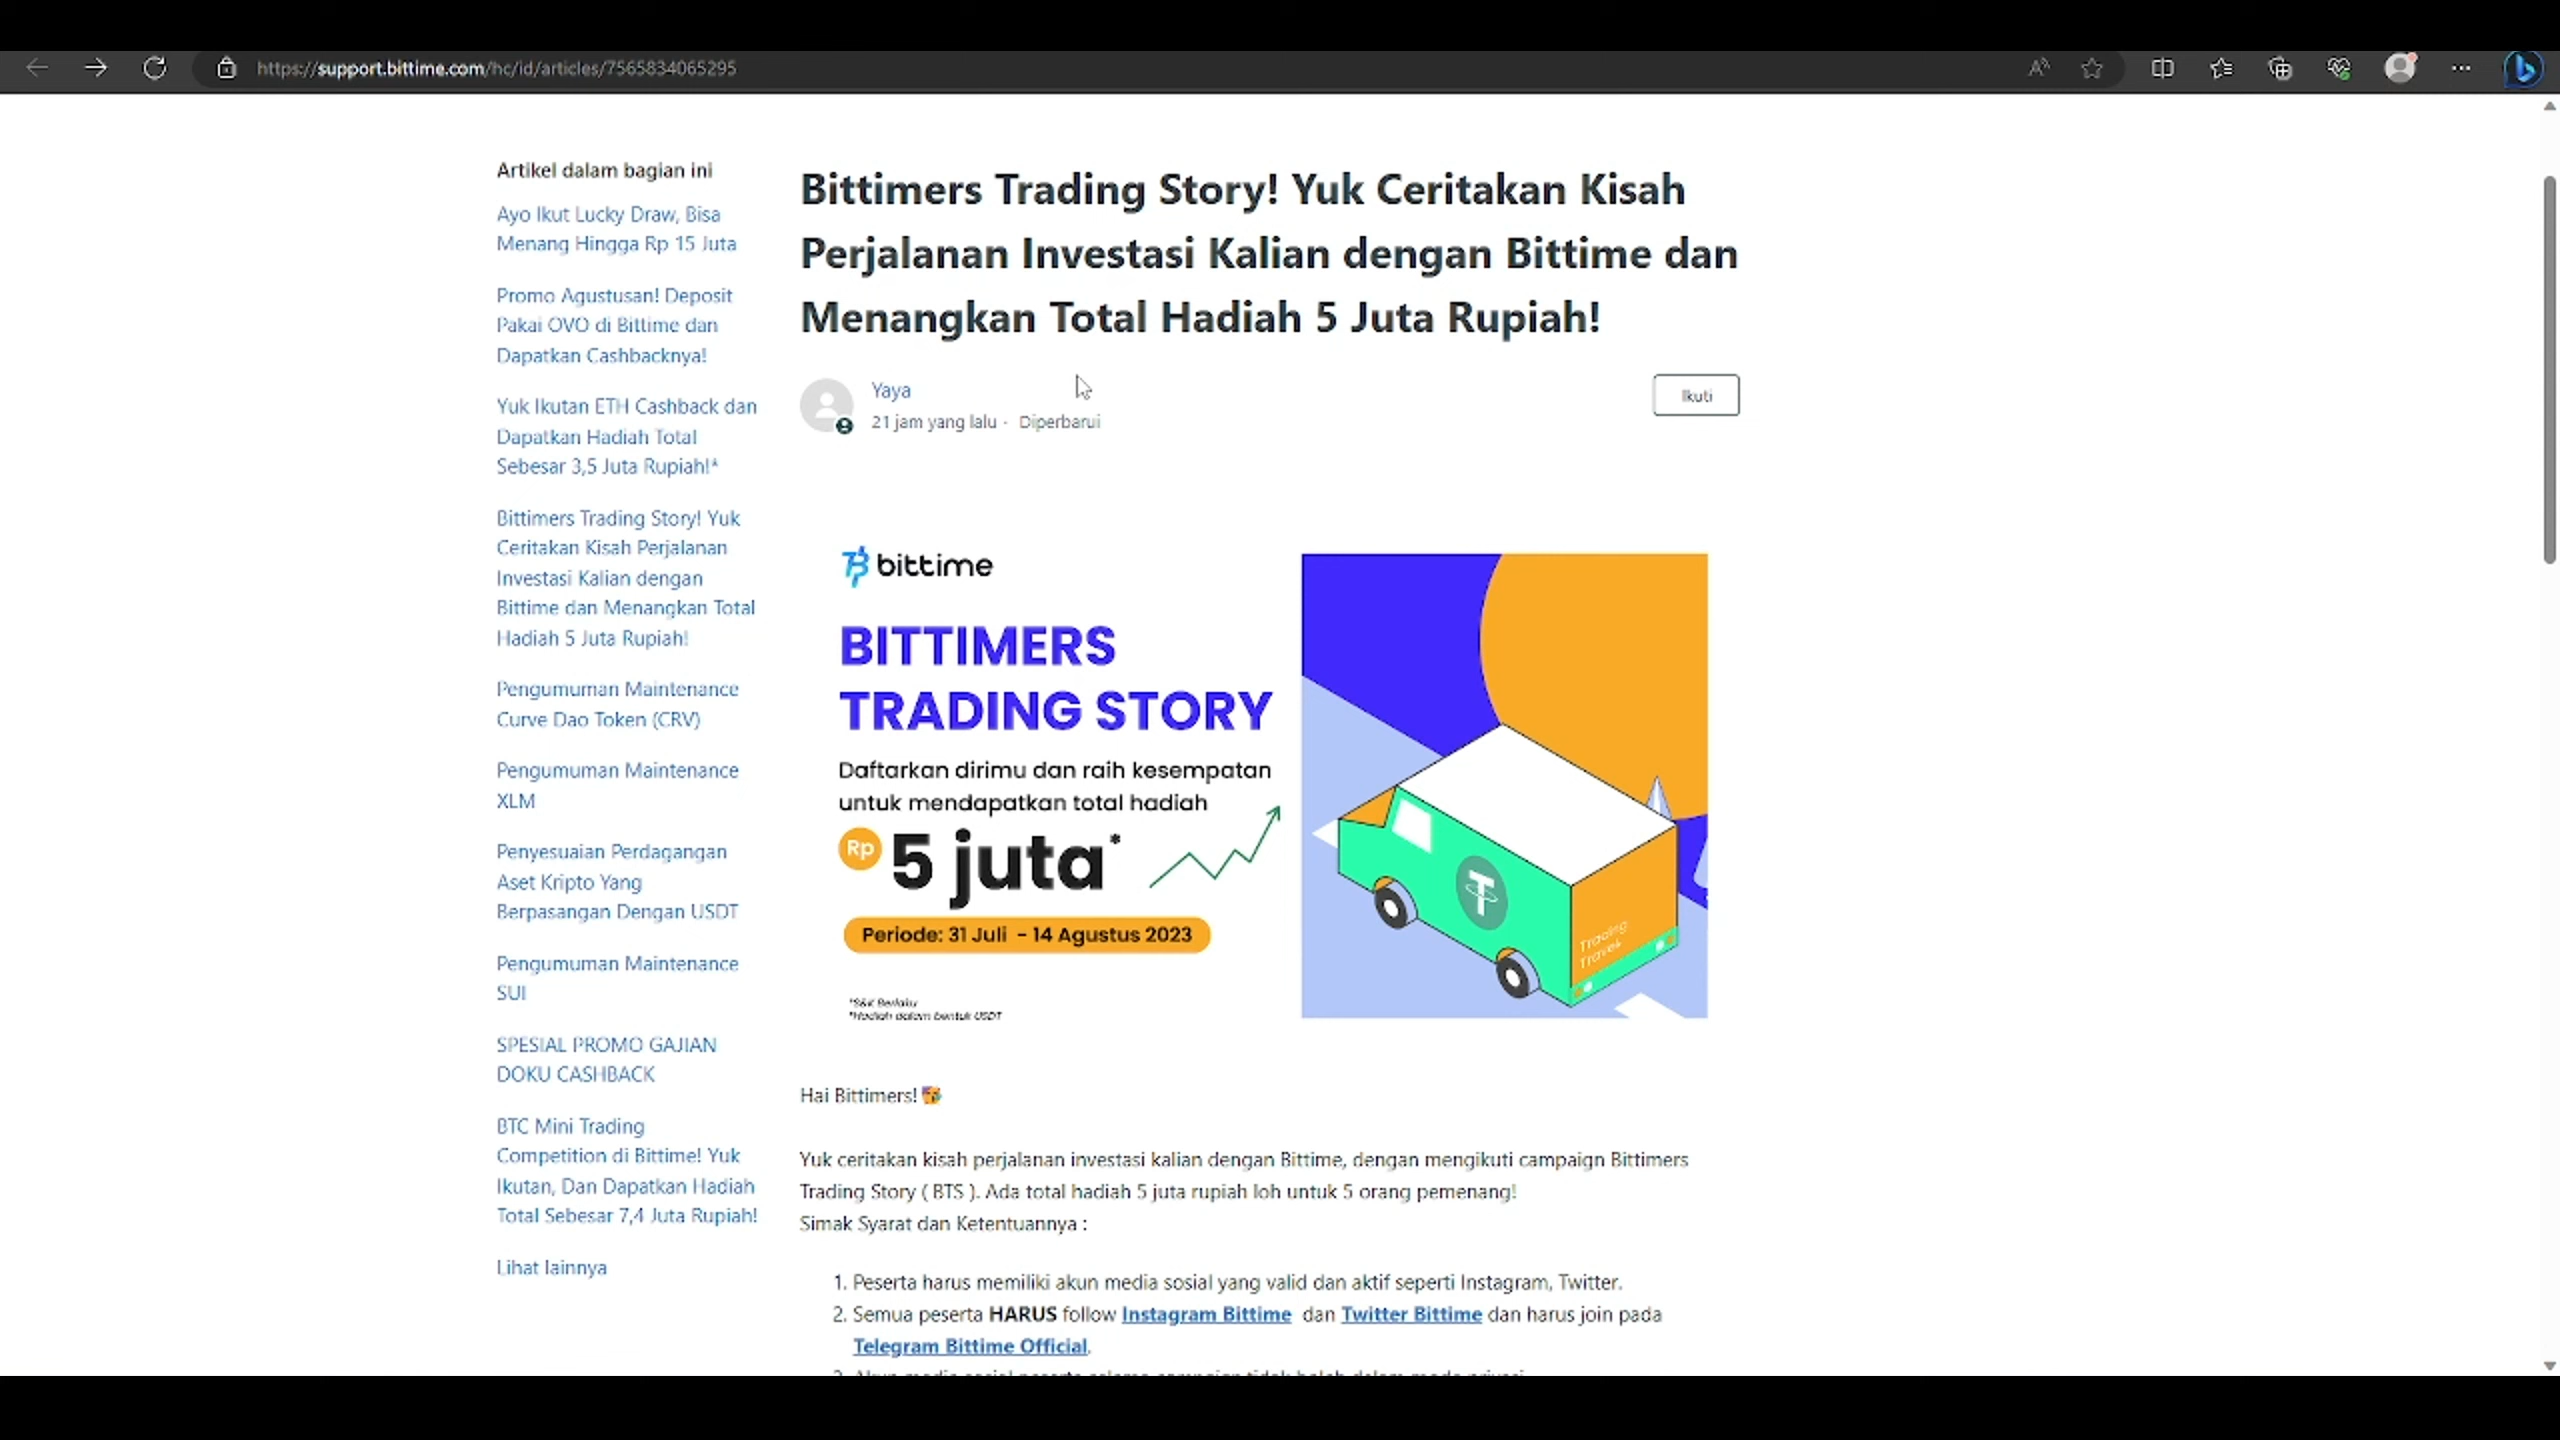 https://support.bittime.com/hc/id/articles/7565834065295
Artikel dalam bagian ini
Ayo Ikut Lucky Draw, Bisa
Menang Hingga Rp 15 Juta
Promo Agustusan! Deposit
Pakai OVO di Bittime dan
Dapatkan Cashbacknya!
Yuk Ikutan ETH Cashback dan
Dapatkan Hadiah Total
Sebesar 3,5 Juta Rupiah!*
Bittimers Trading Story! Yuk
Ceritakan Kisah Perjalanan
Investasi Kalian dengan
Bittime dan Menangkan Total
Hadiah 5 Juta Rupiah!
Pengumuman Maintenance
Curve Dao Token (CRV)
Pengumuman Maintenance
XLM
Penyesuaian Perdagangan
Aset Kripto Yang
Berpasangan Dengan USDT
Pengumuman Maintenance
SUI
SPESIAL PROMO GAJIAN
DOKU CASHBACK
BTC Mini Trading
Competition di Bittime! Yuk
Ikutan, Dan Dapatkan Hadiah
Total Sebesar 7,4 Juta Rupiah!
Lihat lainnya
Bittimers Trading Story! Yuk Ceritakan Kisah
Perjalanan Investasi Kalian dengan Bittime dan
Menangkan Total Hadiah 5 Juta Rupiah!
Yaya
21 jam yang lalu · Diperbarui
Ikuti
bittime
BITTIMERS
TRADING STORY
Daftarkan dirimu dan raih kesempatan
untuk mendapatkan total hadiah
Rp 5 juta*
Periode: 31 Juli - 14 Agustus 2023
*S&K Berlaku
*Hadiah dalam bentuk USDT
Trading
Travel
Hai Bittimers!
Yuk ceritakan kisah perjalanan investasi kalian dengan Bittime, dengan mengikuti campaign Bittimers
Trading Story ( BTS ). Ada total hadiah 5 juta rupiah loh untuk 5 orang pemenang!
Simak Syarat dan Ketentuannya :
1. Peserta harus memiliki akun media sosial yang valid dan aktif seperti Instagram, Twitter.
2. Semua peserta HARUS follow Instagram Bittime dan Twitter Bittime dan harus join pada
Telegram Bittime Official.